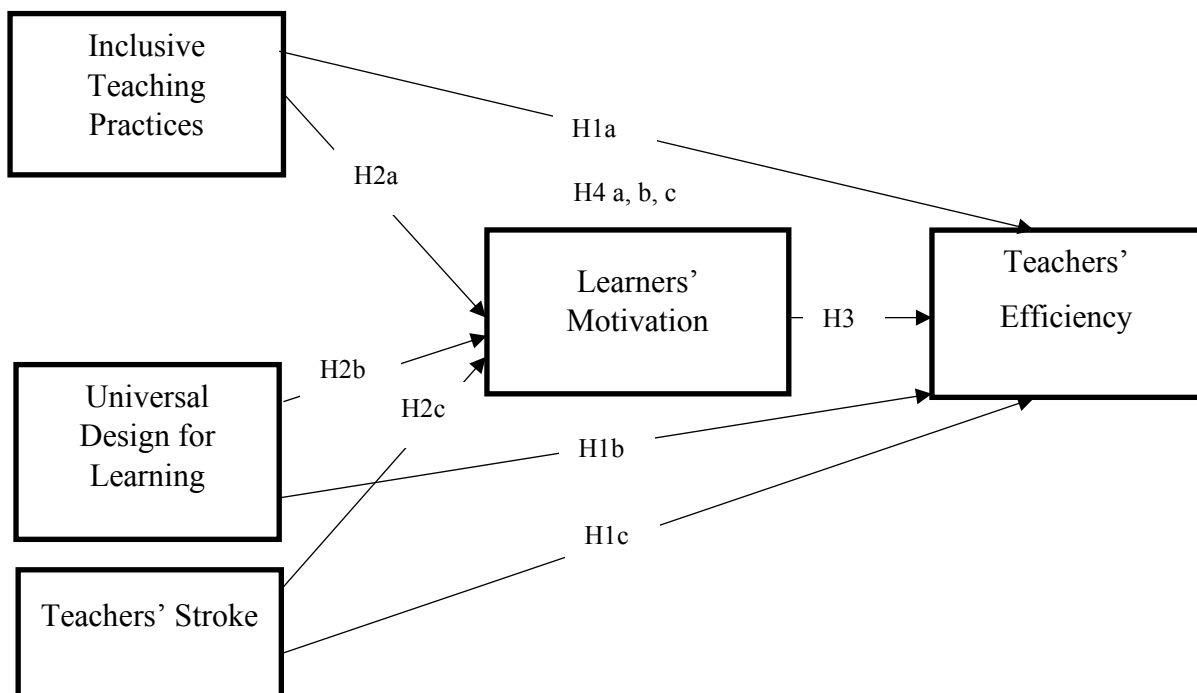 Inclusive
Teaching
Practices
H1a
H2a
H4 a, b, c
Learners’
Motivation
H3
Teachers’
Efficiency
Universal
Design for
Learning
H2b
H2c
H1b
H1c
Teachers’ Stroke